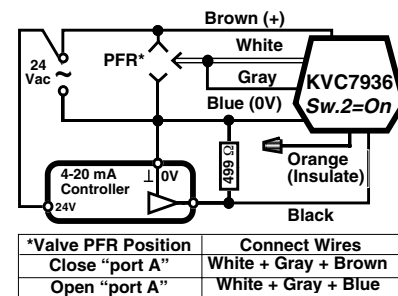 Brown (+)
White
PFR*
24
Vac
~
Gray
KVC7936
Sw.2=On
Blue (0V)
499 Ω
Orange
(Insulate)
4-20 mA
Controller
⊥ 0V
24V
Black
*Valve PFR Position Connect Wires
Close “port A” White + Gray + Brown
Open “port A” White + Gray + Blue